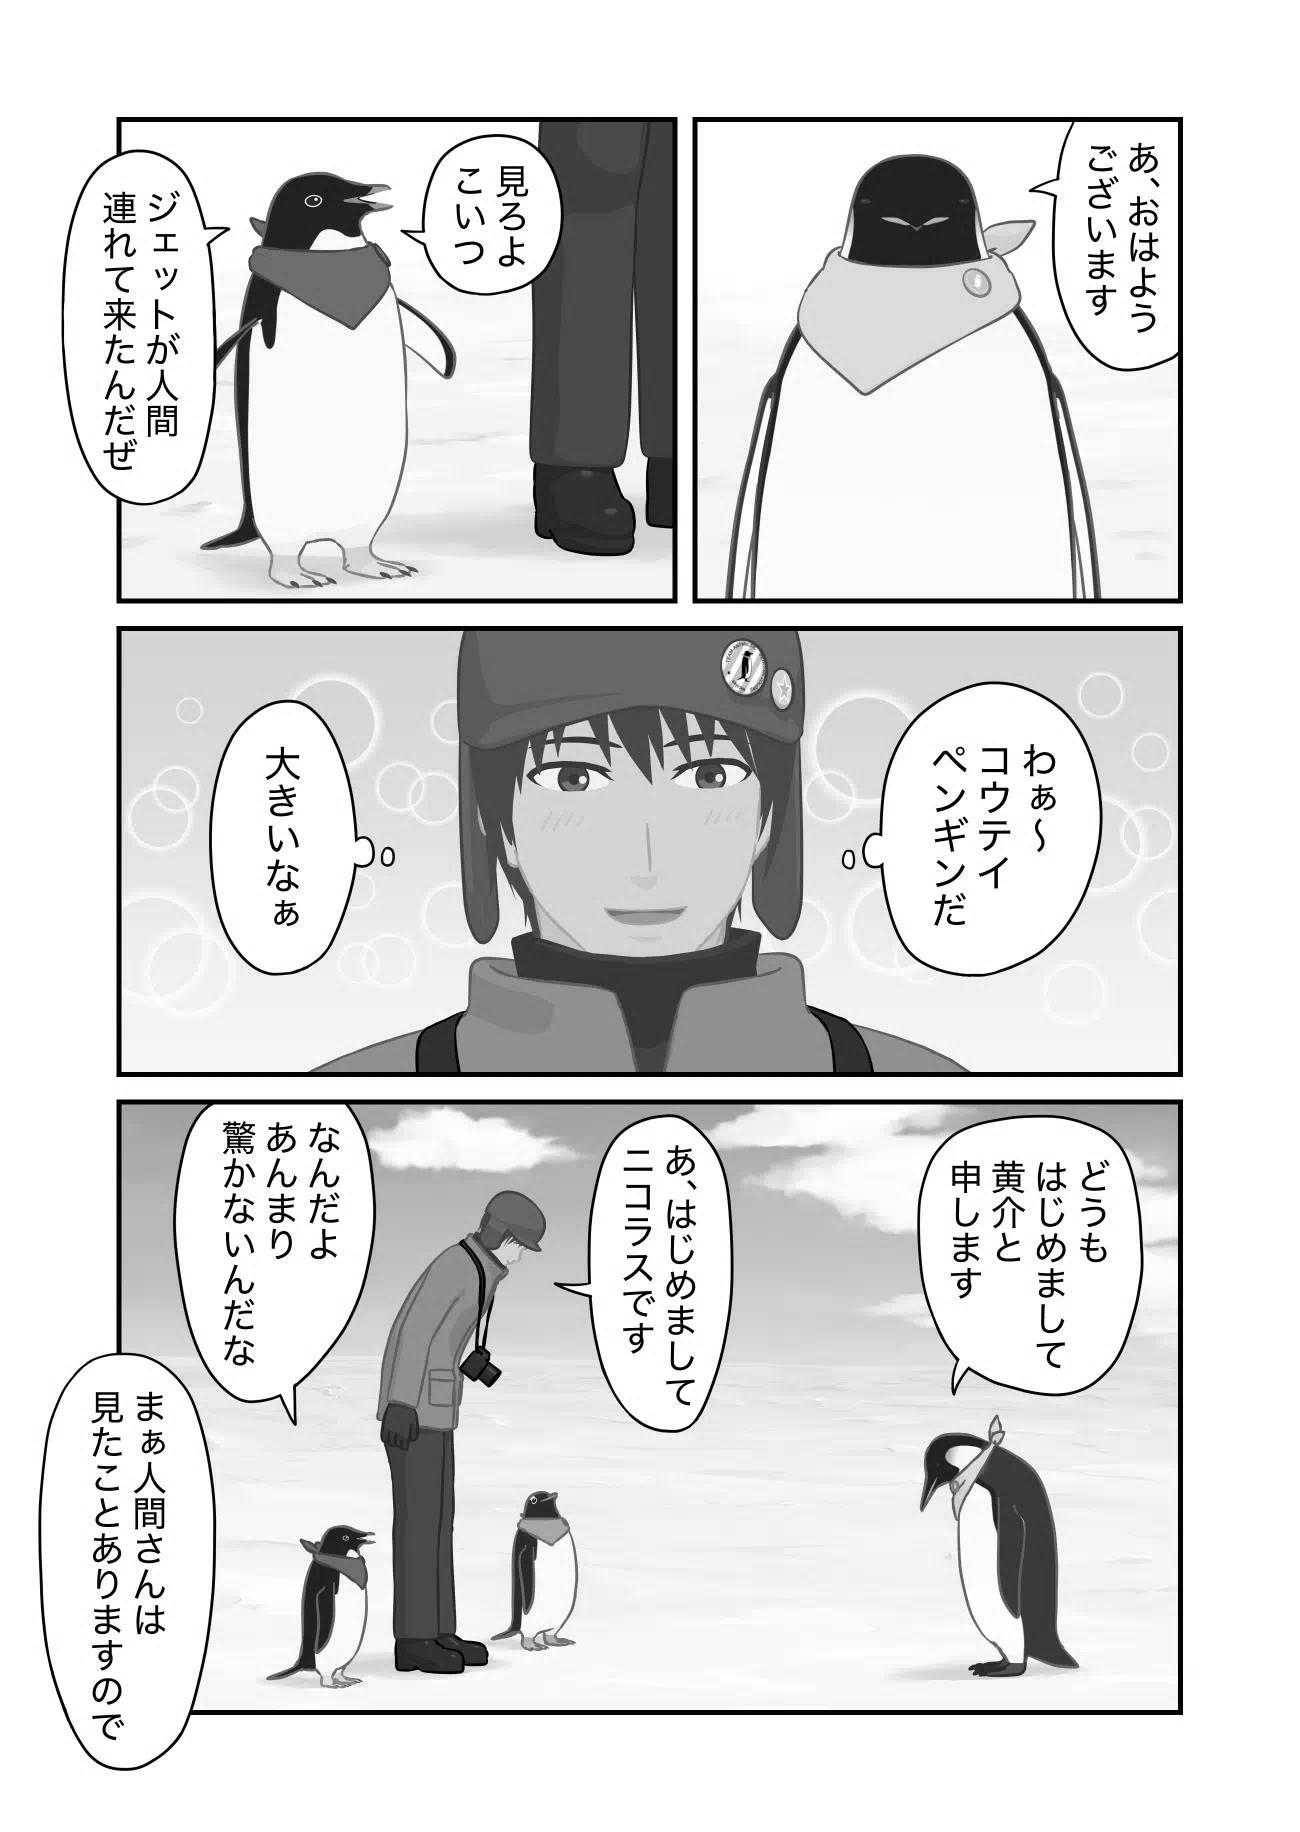 あ、おはよう
ございます
見ろよ
こいつ
ジェットが人間
連れて来たんだぜ
わぁ～
コウテイ
ペンギンだ
大きいなぁ
どうも
はじめまして
黄介と
申します
あ、はじめまして
ニコラスです
なんだよ
あんまり
驚かないんだな
まぁ人間さんは
見たことありますので